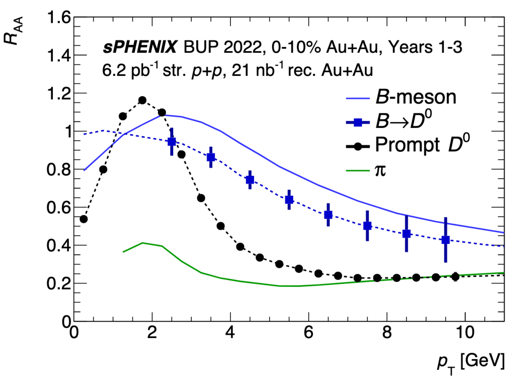 R_AA
1.6
1.4
1.2
1
0.8
0.6
0.4
0.2
0
sPHENIX BUP 2022, 0-10% Au+Au, Years 1-3
6.2 pb⁻¹ str. p+p, 21 nb⁻¹ rec. Au+Au
B-meson
B→D⁰
Prompt D⁰
π
0 2 4 6 8 10
p_T [GeV]